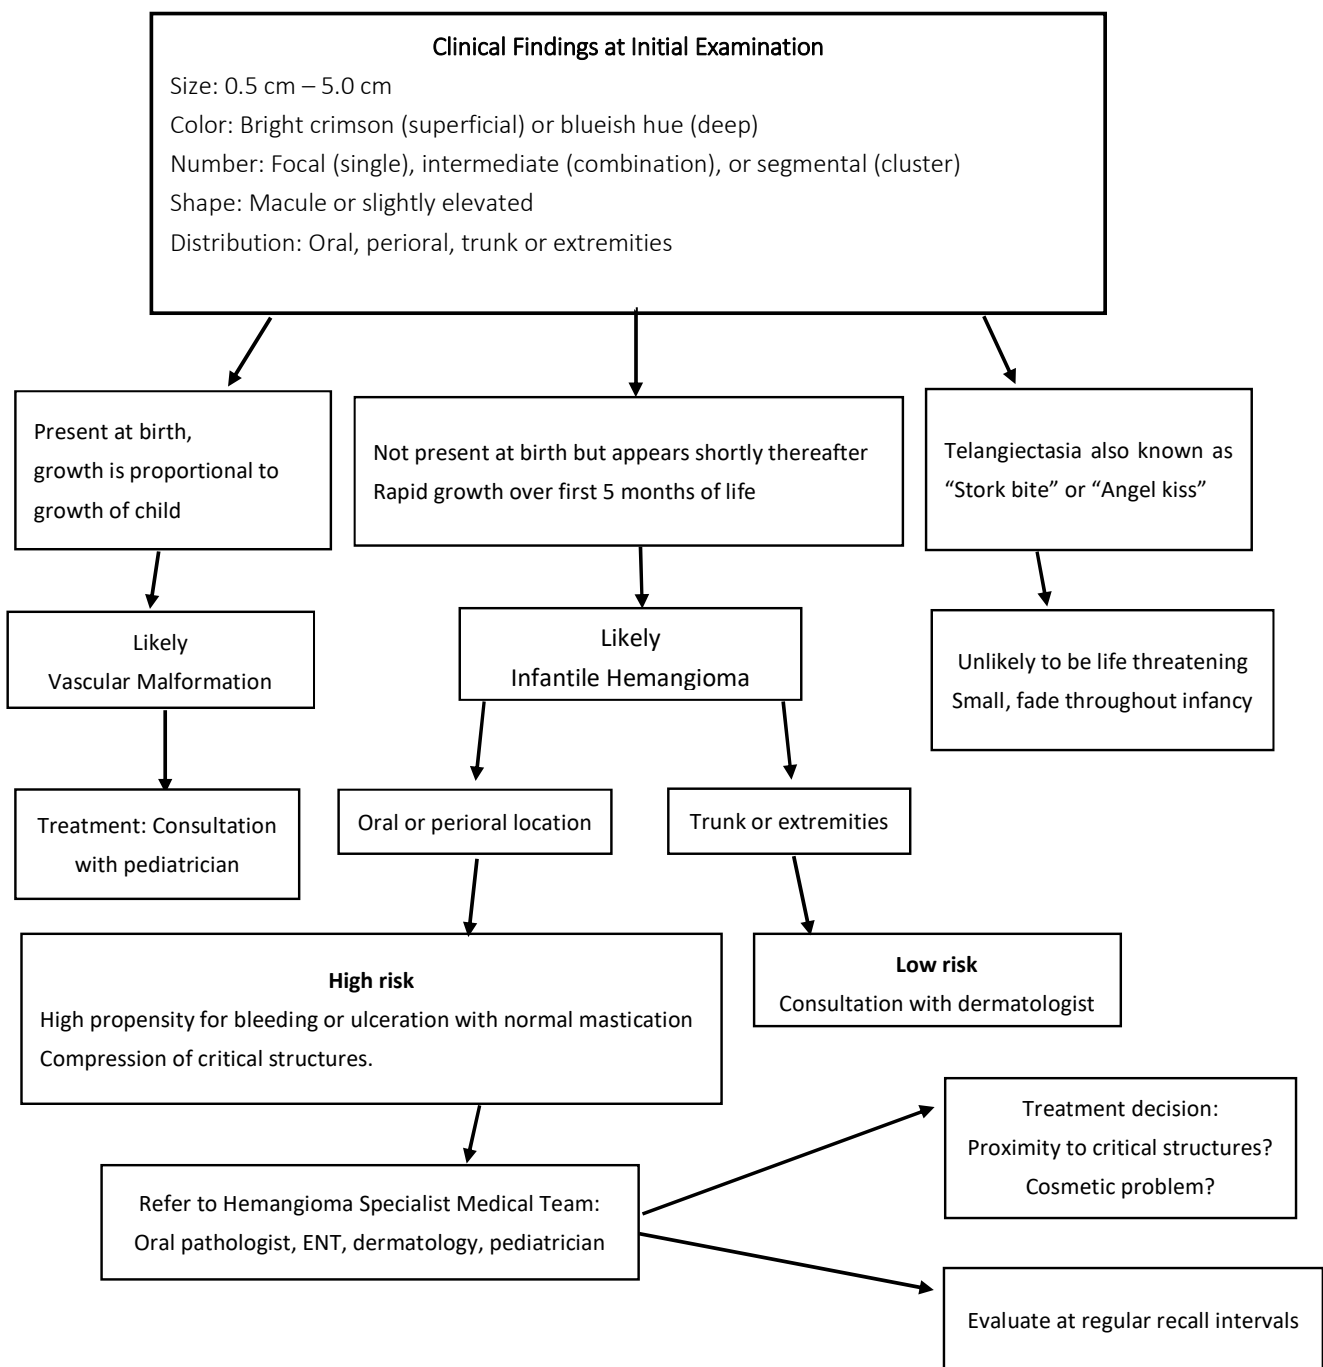 Clinical Findings at Initial Examination
Size: 0.5 cm – 5.0 cm
Color: Bright crimson (superficial) or blueish hue (deep)
Number: Focal (single), intermediate (combination), or segmental (cluster)
Shape: Macule or slightly elevated
Distribution: Oral, perioral, trunk or extremities
Present at birth,
growth is proportional to
growth of child
Not present at birth but appears shortly thereafter
Rapid growth over first 5 months of life
Telangiectasia also known as
“Stork bite” or “Angel kiss”
Likely
Vascular Malformation
Likely
Infantile Hemangioma
Unlikely to be life threatening
Small, fade throughout infancy
Treatment: Consultation
with pediatrician
Oral or perioral location
Trunk or extremities
High risk
High propensity for bleeding or ulceration with normal mastication
Compression of critical structures.
Low risk
Consultation with dermatologist
Refer to Hemangioma Specialist Medical Team:
Oral pathologist, ENT, dermatology, pediatrician
Treatment decision:
Proximity to critical structures?
Cosmetic problem?
Evaluate at regular recall intervals